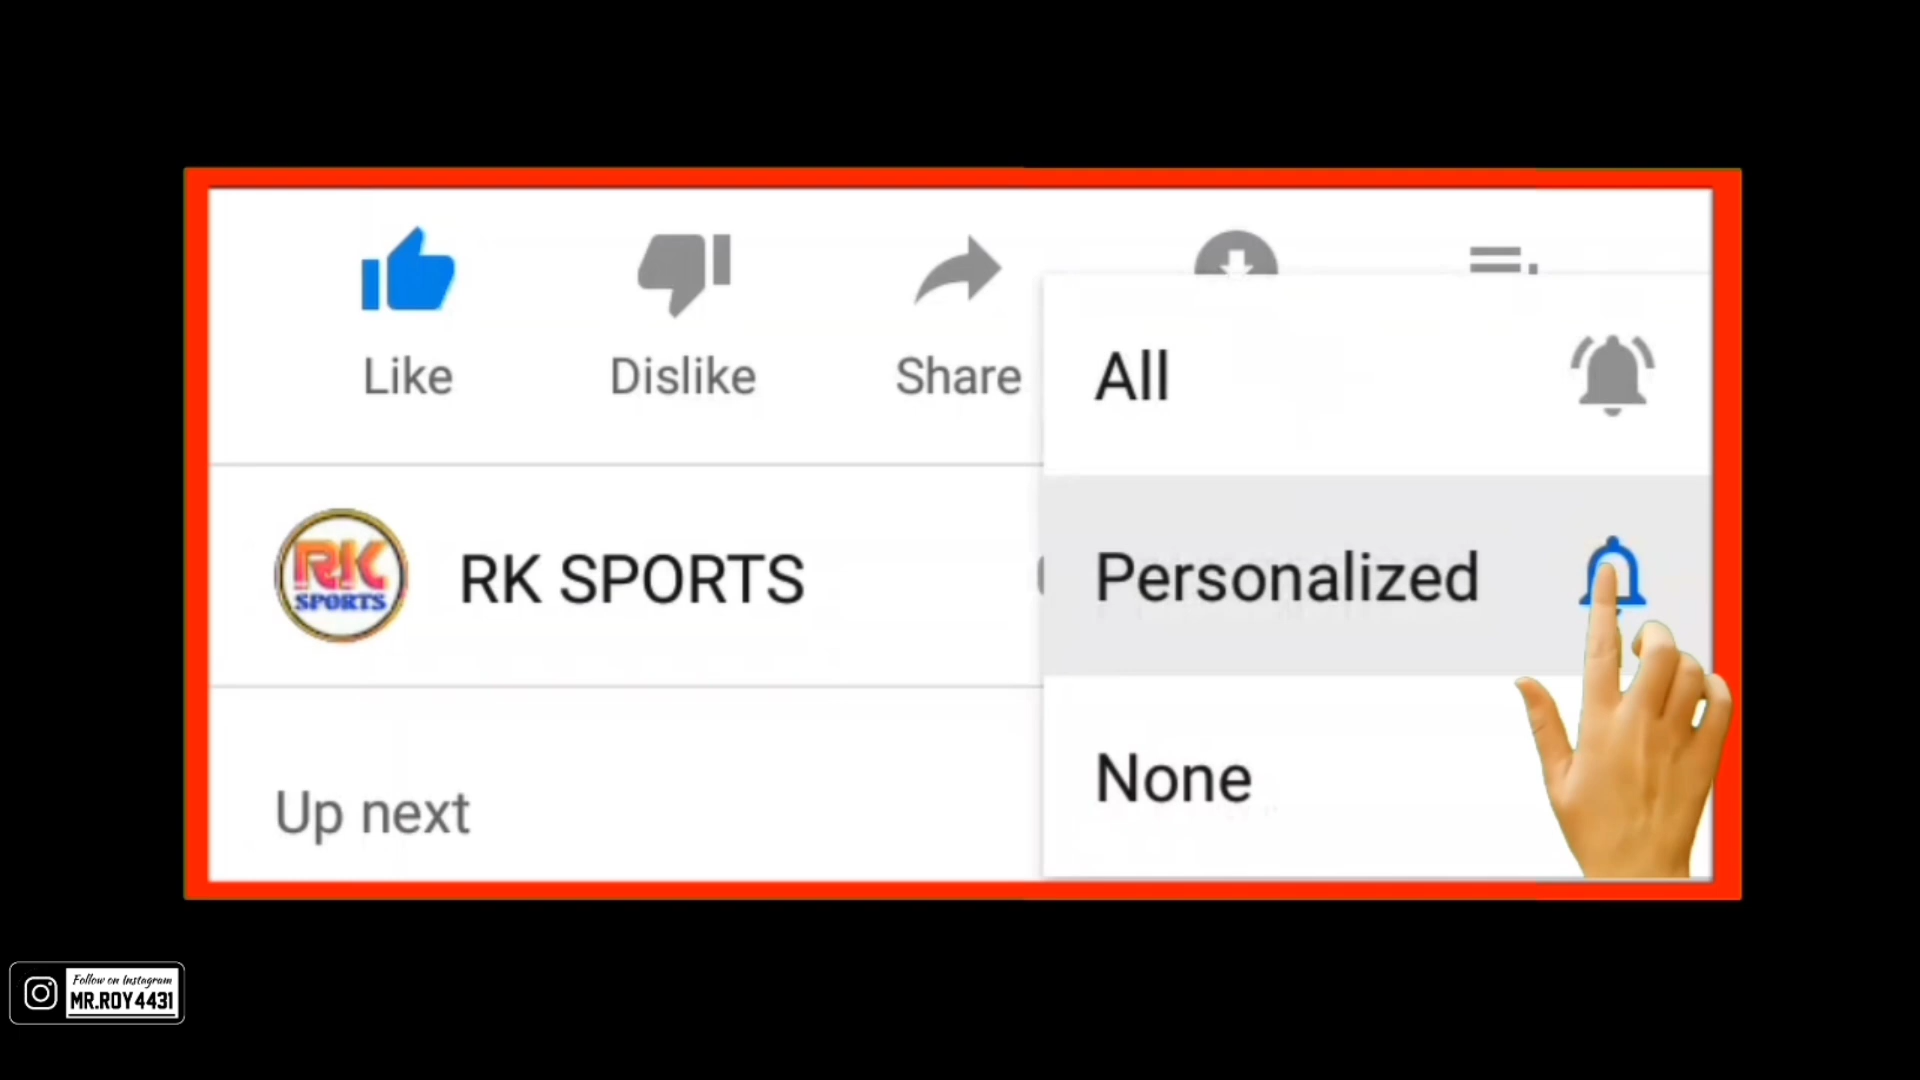 Like
Dislike
Share
All
RK
SPORTS
RK SPORTS
Personalized
Up next
None
Follow on Instagram
MR.ROY4431